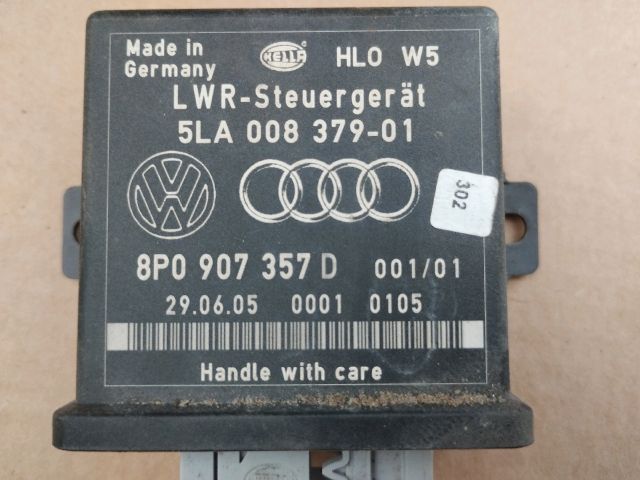 Made in
Germany
HELLA
HLO W5
LWR-Steuergerät
5LA 008 379-01
302
8P0 907 357 D 001/01
29.06.05 0001 0105
Handle with care